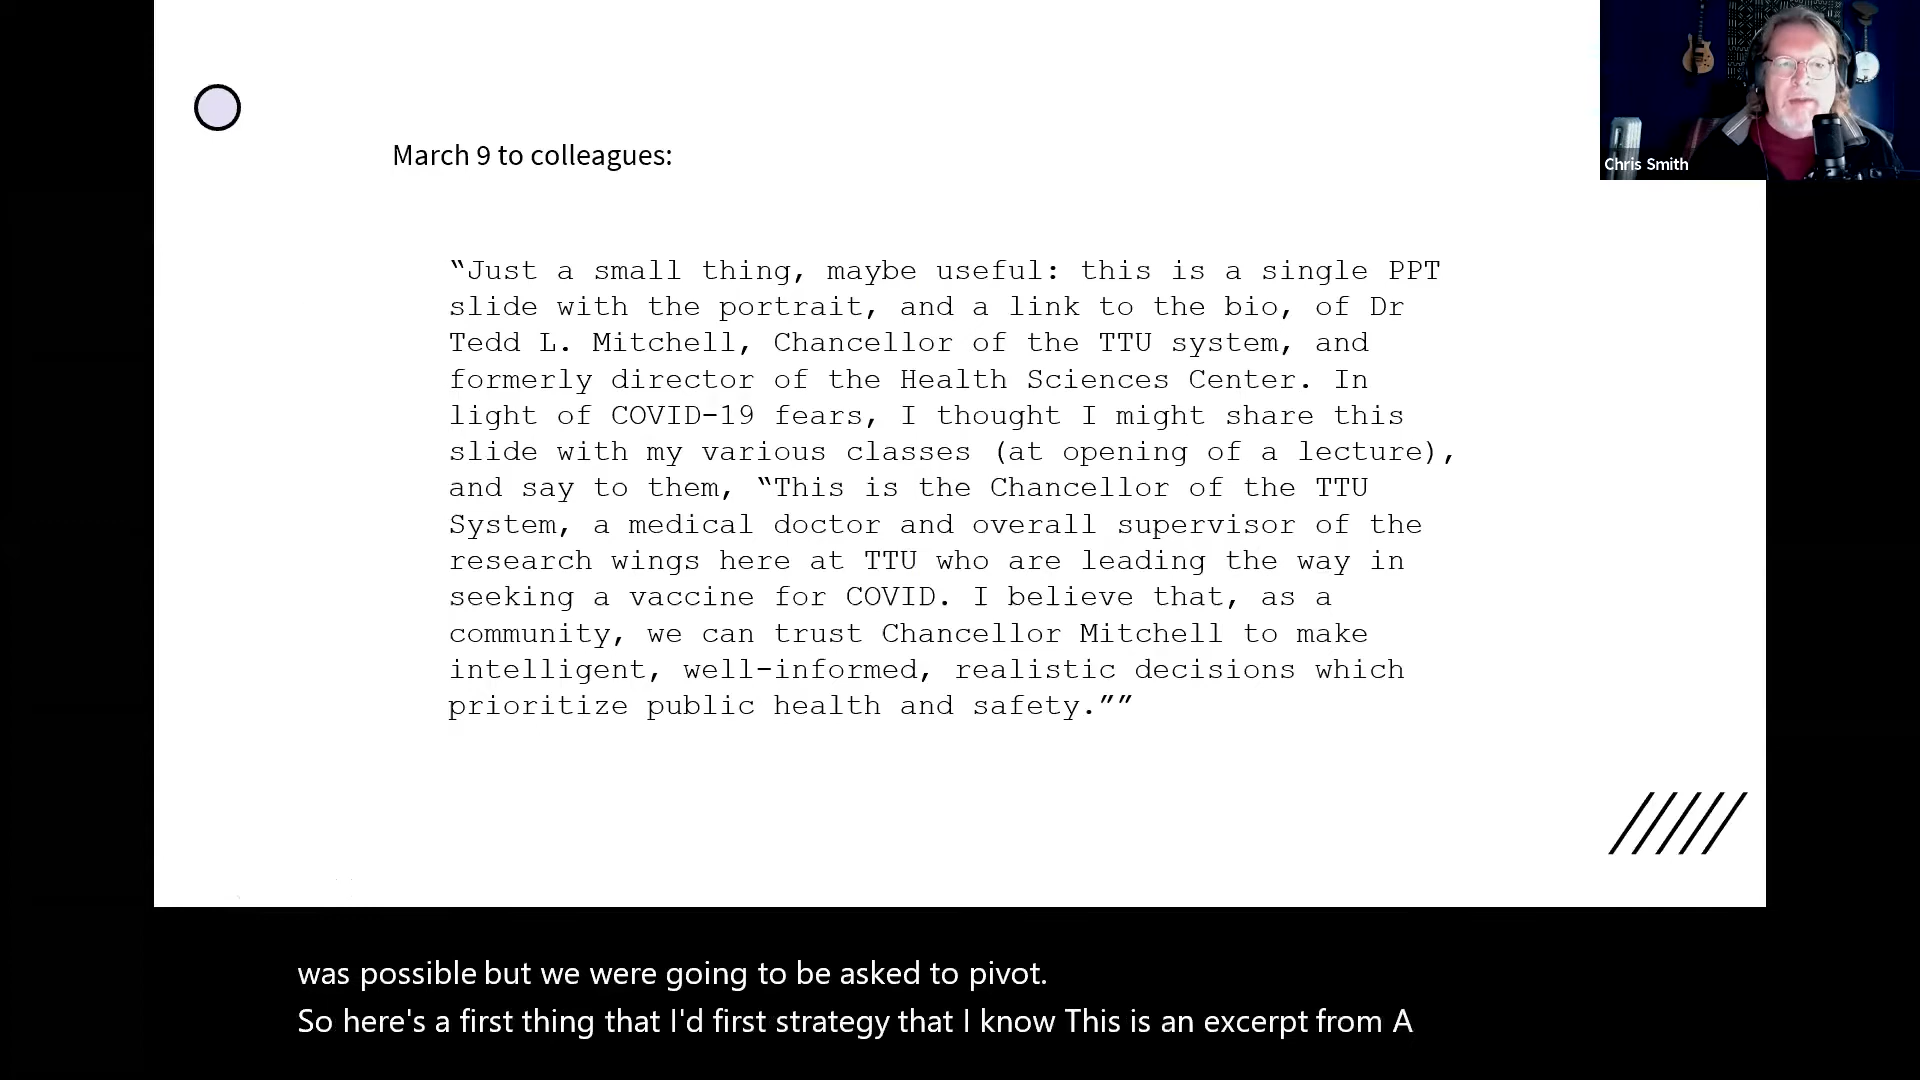 March 9 to colleagues:
“Just a small thing, maybe useful: this is a single PPT
slide with the portrait, and a link to the bio, of Dr
Tedd L. Mitchell, Chancellor of the TTU system, and
formerly director of the Health Sciences Center. In
light of COVID-19 fears, I thought I might share this
slide with my various classes (at opening of a lecture),
and say to them, “This is the Chancellor of the TTU
System, a medical doctor and overall supervisor of the
research wings here at TTU who are leading the way in
seeking a vaccine for COVID. I believe that, as a
community, we can trust Chancellor Mitchell to make
intelligent, well-informed, realistic decisions which
prioritize public health and safety.””
Chris Smith
was possible but we were going to be asked to pivot.
So here's a first thing that I'd first strategy that I know This is an excerpt from A